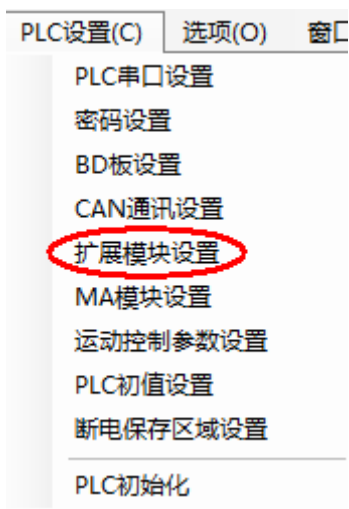 PLC设置(C) 选项(O) 窗口
PLC串口设置
密码设置
BD板设置
CAN通讯设置
扩展模块设置
MA模块设置
运动控制参数设置
PLC初值设置
断电保存区域设置
PLC初始化